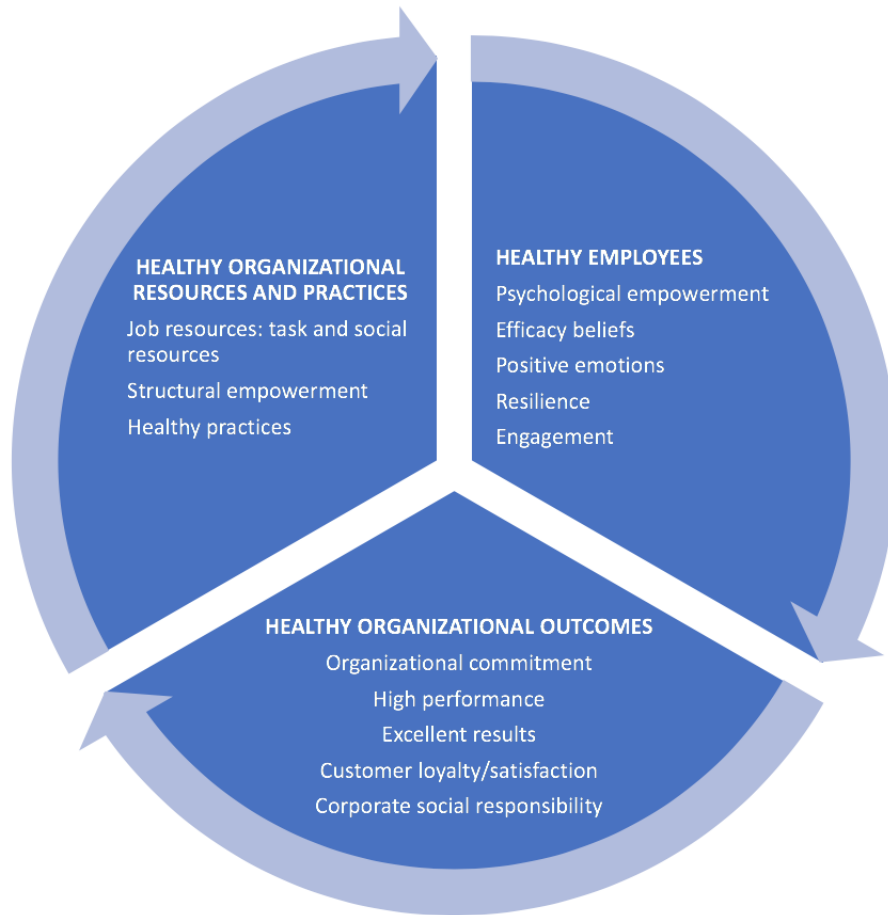 HEALTHY ORGANIZATIONAL
RESOURCES AND PRACTICES
Job resources: task and social
resources
Structural empowerment
Healthy practices
HEALTHY EMPLOYEES
Psychological empowerment
Efficacy beliefs
Positive emotions
Resilience
Engagement
HEALTHY ORGANIZATIONAL OUTCOMES
Organizational commitment
High performance
Excellent results
Customer loyalty/satisfaction
Corporate social responsibility